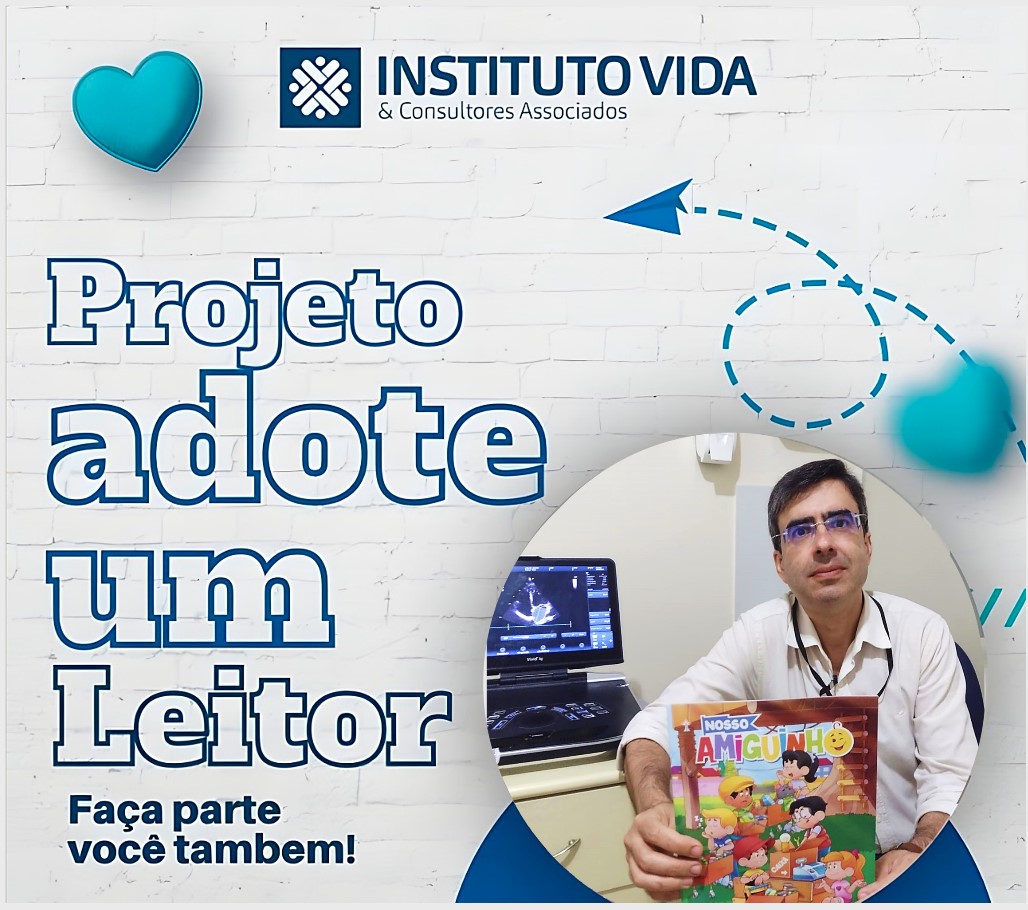 INSTITUTO VIDA
& Consultores Associados
Projeto
adote
um
Leitor
Faça parte
você tambem!
NOSSO
AMiGUiNHO